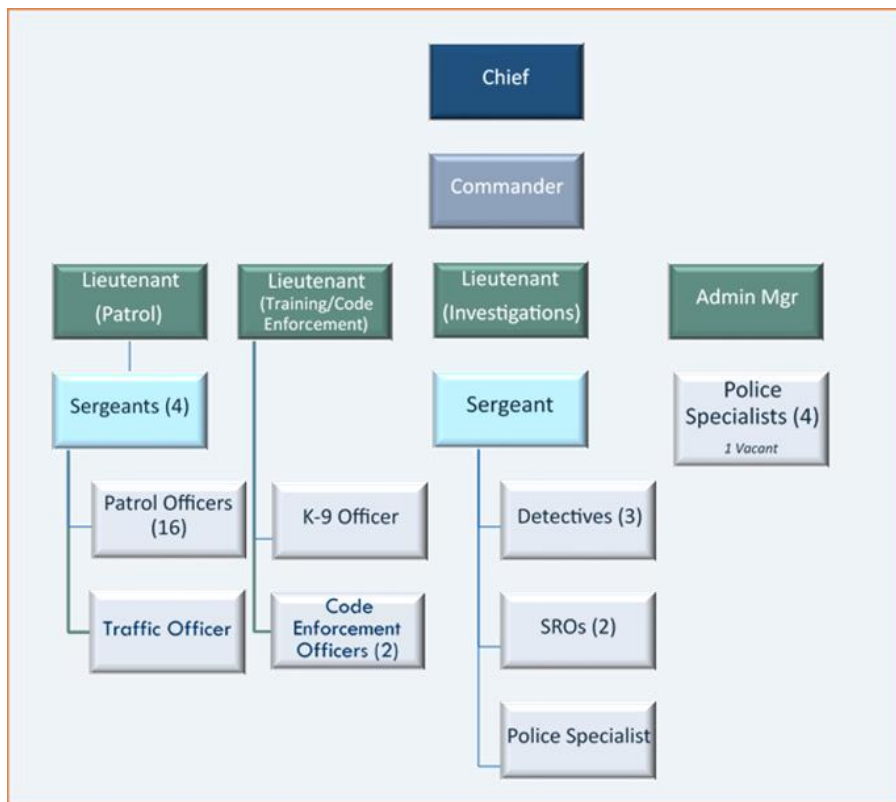 Chief
Commander
Lieutenant
(Patrol)
Lieutenant
(Training/Code
Enforcement)
Lieutenant
(Investigations)
Admin Mgr
Sergeants (4)
Sergeant
Police
Specialists (4)
1 Vacant
Patrol Officers
(16)
K-9 Officer
Detectives (3)
Traffic Officer
Code
Enforcement
Officers (2)
SROs (2)
Police Specialist